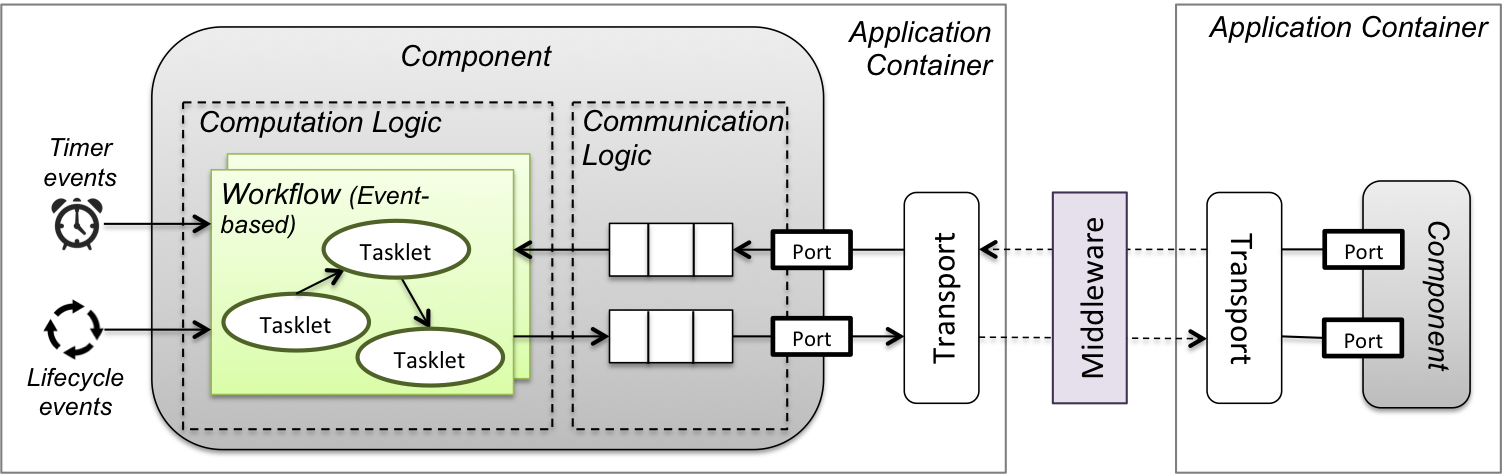 Application
Container
Component
Computation Logic
Communication
Logic
Timer
events
Workflow (Event-
based)
Tasklet
Tasklet
Tasklet
Lifecycle
events
Port
Port
Transport
Middleware
Application Container
Transport
Port
Port
Component